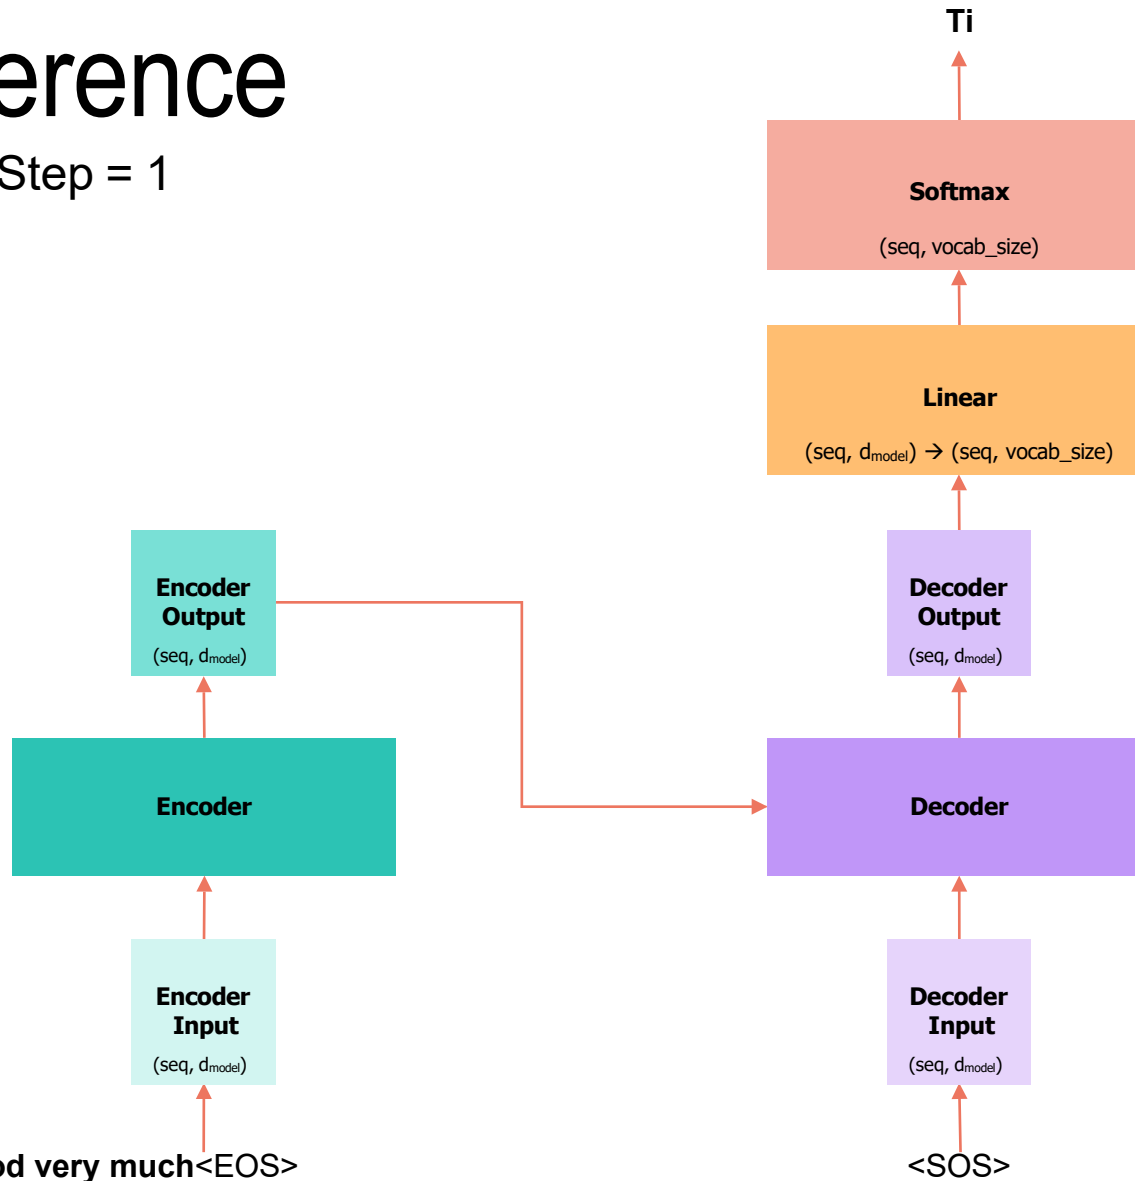 erence
Step = 1
Ti
Softmax
(seq, vocab_size)
Linear
(seq, dmodel) → (seq, vocab_size)
Encoder
Output
(seq, dmodel)
Decoder
Output
(seq, dmodel)
Encoder
Decoder
Encoder
Input
(seq, dmodel)
Decoder
Input
(seq, dmodel)
od very much<EOS>
<SOS>